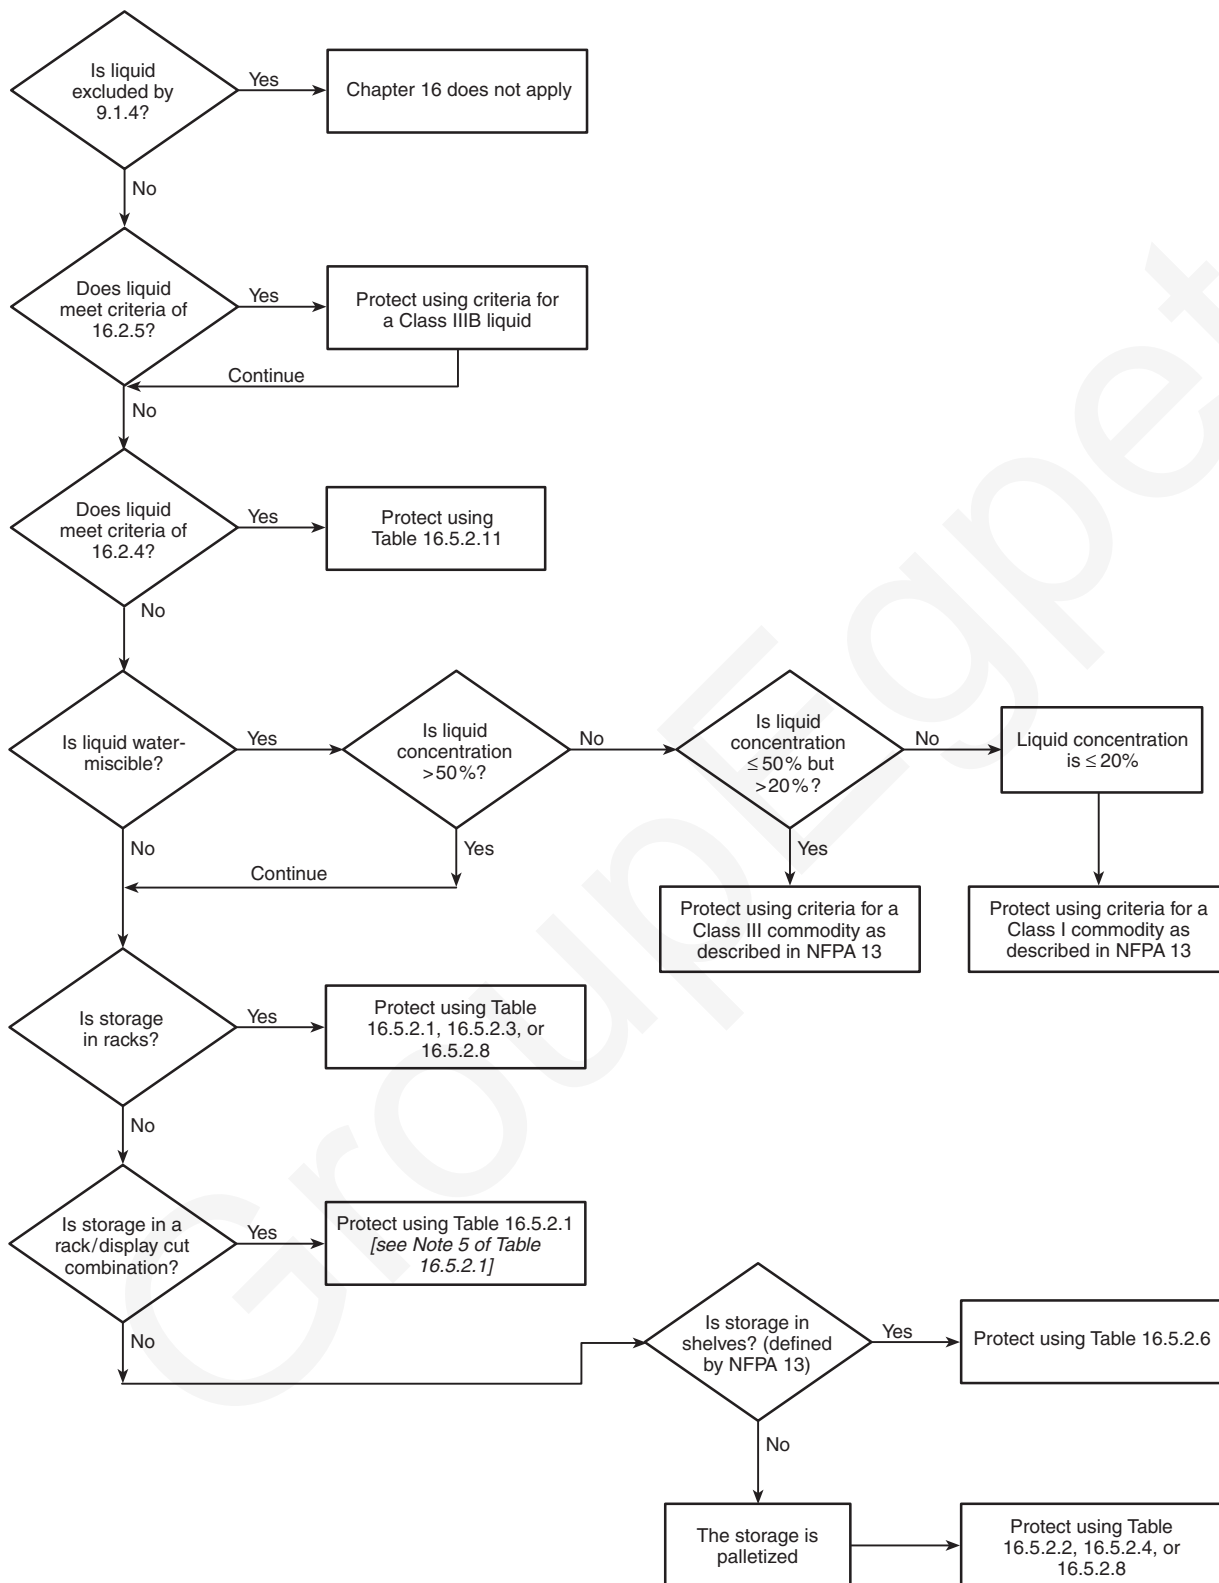 Is liquid
excluded by
9.1.4?
Yes
Chapter 16 does not apply
No
Does liquid
meet criteria of
16.2.5?
Yes
Protect using criteria for
a Class IIIB liquid
Continue
No
Does liquid
meet criteria of
16.2.4?
Yes
Protect using
Table 16.5.2.11
No
Is liquid water-
miscible?
Yes
Is liquid
concentration
>50%?
No
Is liquid
concentration
≤ 50% but
>20%?
No
Liquid concentration
is ≤ 20%
No
Yes
Yes
Continue
Protect using criteria for a
Class III commodity as
described in NFPA 13
Protect using criteria for a
Class I commodity as
described in NFPA 13
Is storage
in racks?
Yes
Protect using Table
16.5.2.1, 16.5.2.3, or
16.5.2.8
No
Is storage in a
rack/display cut
combination?
Yes
Protect using Table 16.5.2.1
[see Note 5 of Table
16.5.2.1]
No
Is storage in
shelves? (defined
by NFPA 13)
Yes
Protect using Table 16.5.2.6
No
The storage is
palletized
Protect using Table
16.5.2.2, 16.5.2.4, or
16.5.2.8
GroupEgpet